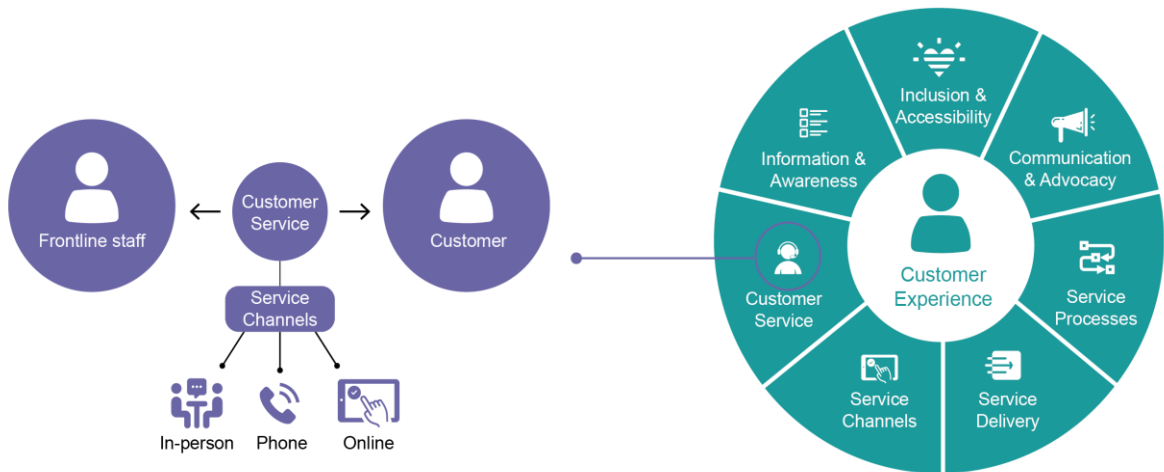 Frontline staff
Customer
Service
Customer
Service
Channels
In-person
Phone
Online
Inclusion &
Accessibility
Communication
& Advocacy
Service
Processes
Service
Delivery
Service
Channels
Customer
Service
Information &
Awareness
Customer
Experience